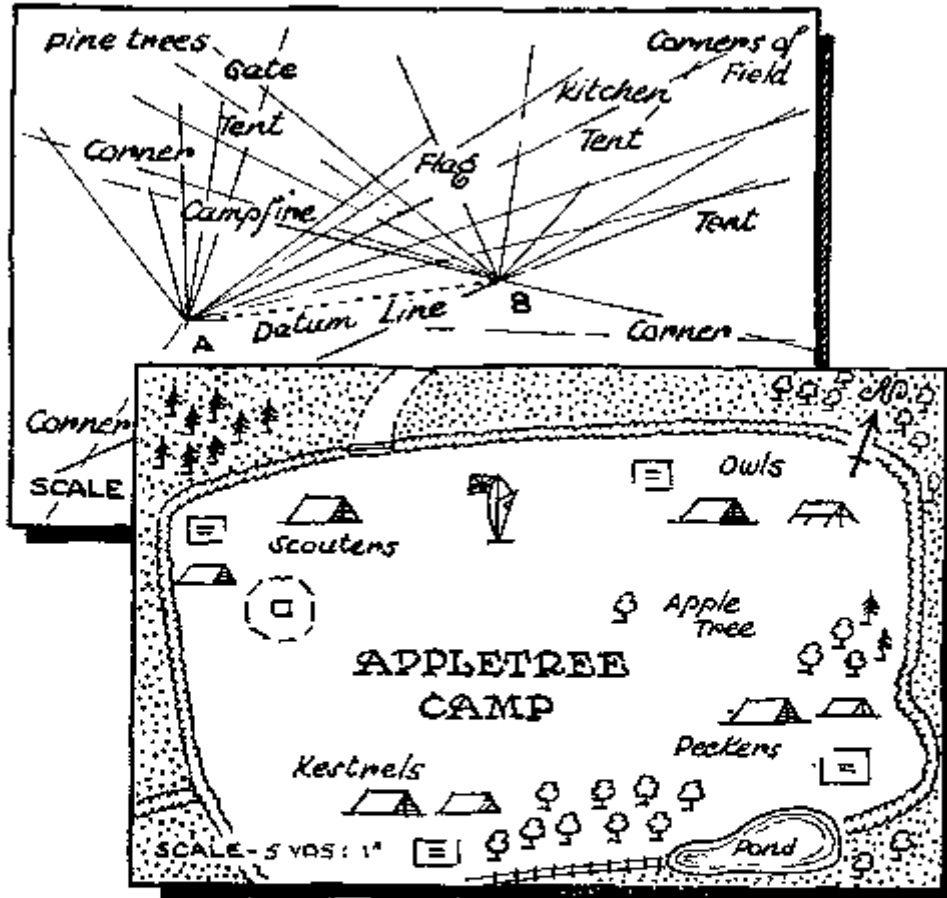 Pine trees
Gate
Corners of
Field
Kitchen
Tent
Tent
Corner
Flag
Campfire
Tent
B
Datum Line
A
Corner
Corner
SCALE
Owls
Scouters
Apple
Tree
APPLETREE
CAMP
Peckers
Kestrels
SCALE - 5 YDS : 1"
Pond